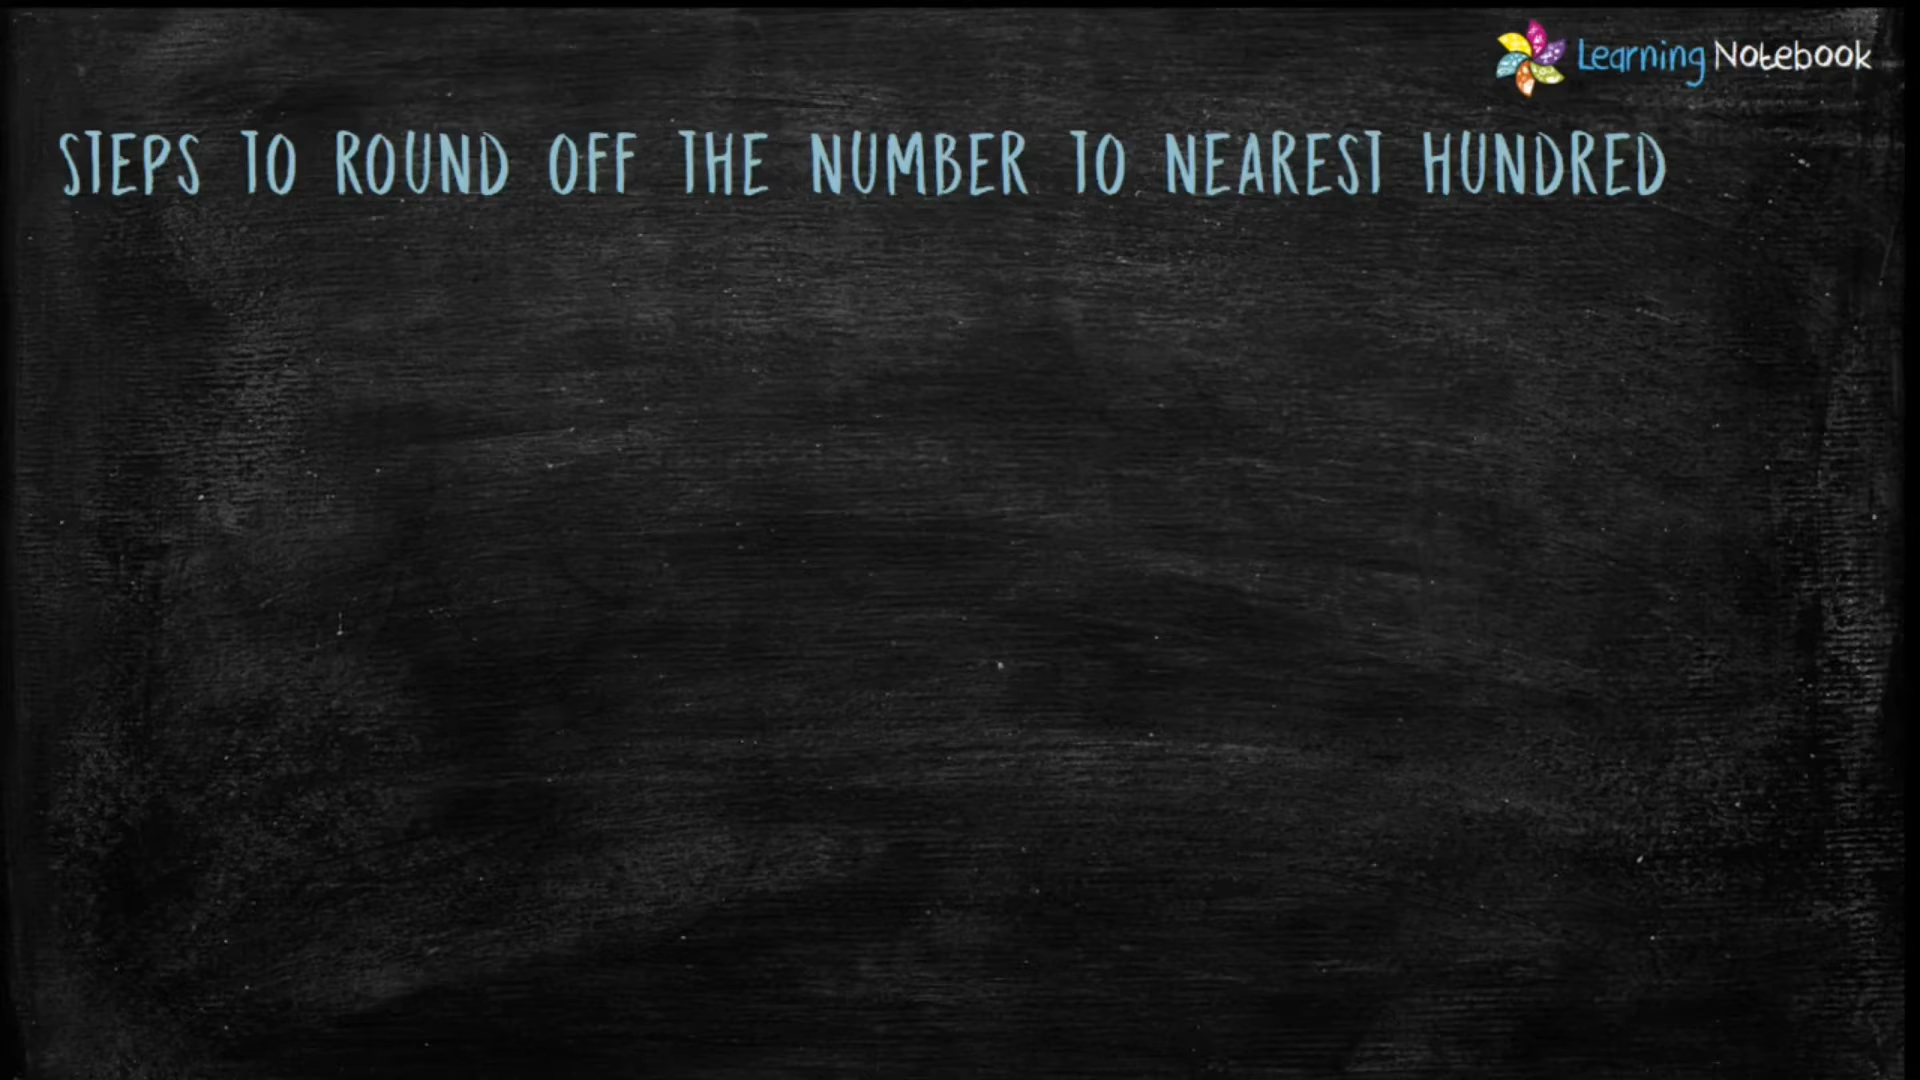 Learning Notebook
STEPS TO ROUND OFF THE NUMBER TO NEAREST HUNDRED